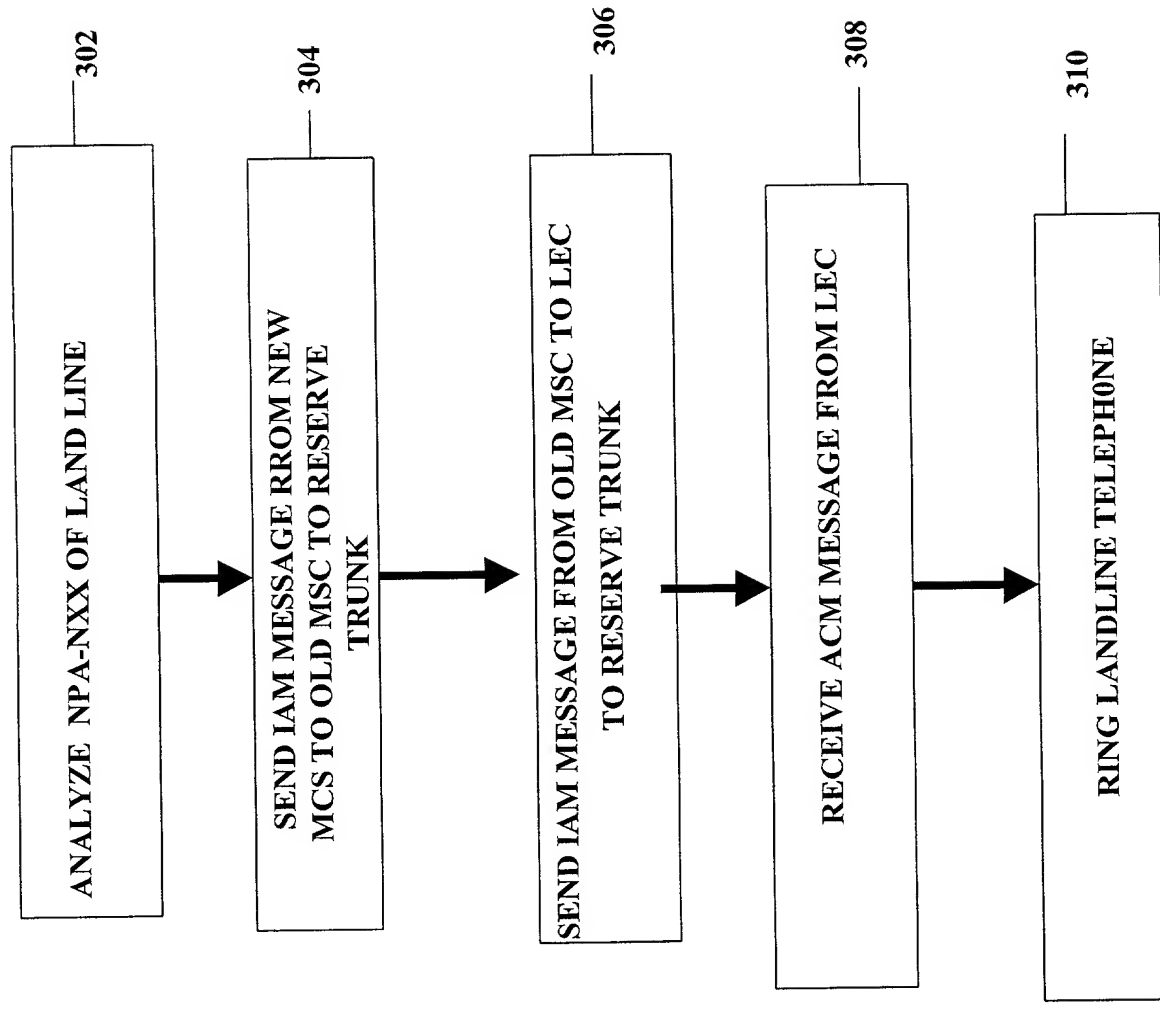 302
ANALYZE NPA-NXX OF LAND LINE
304
SEND IAM MESSAGE RROM NEW
MCS TO OLD MSC TO RESERVE
TRUNK
306
SEND IAM MESSAGE FROM OLD MSC TO LEC
TO RESERVE TRUNK
308
RECEIVE ACM MESSAGE FROM LEC
310
RING LANDLINE TELEPH0NE